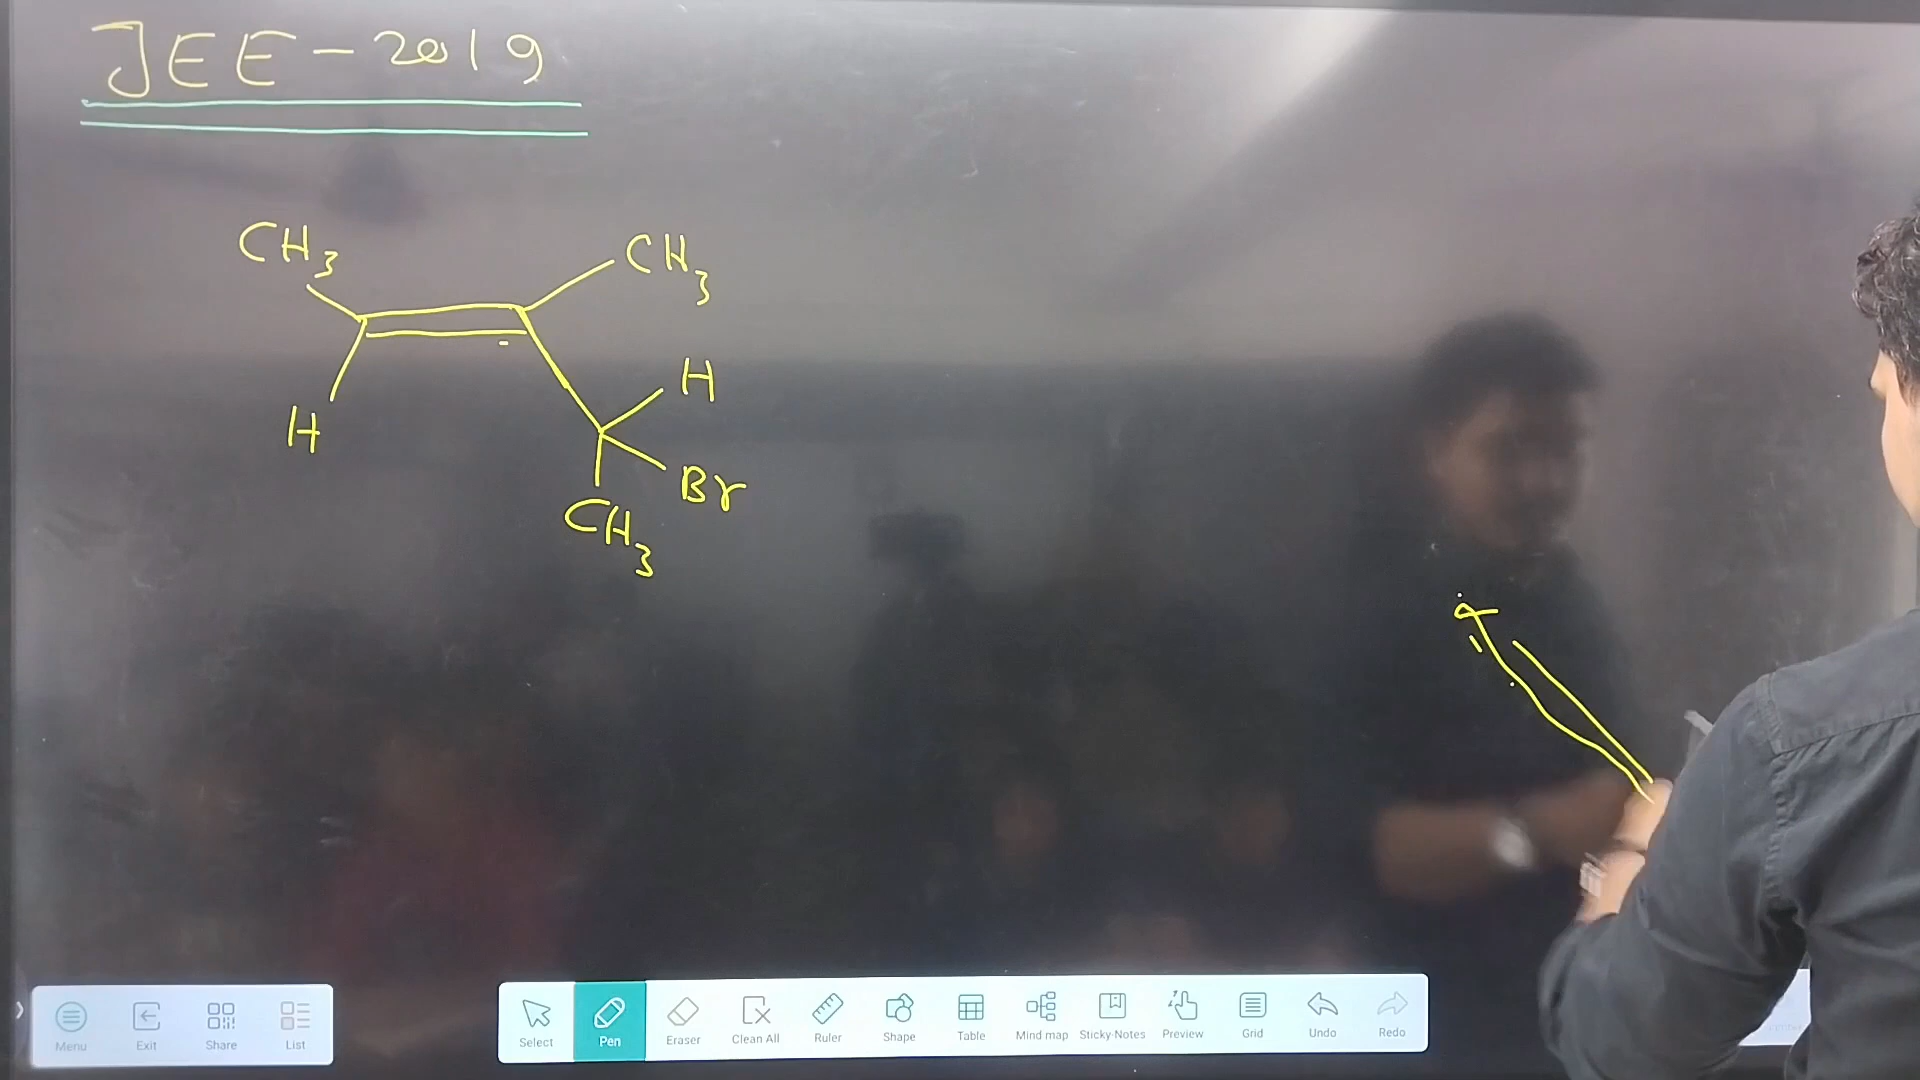 JEE-2019
CH3 CH3
H
H
Br
CH3
Menu Exit Share List Select Pen Eraser Clean All Ruler Shape Table Mind map Sticky Notes Preview Grid Undo Redo